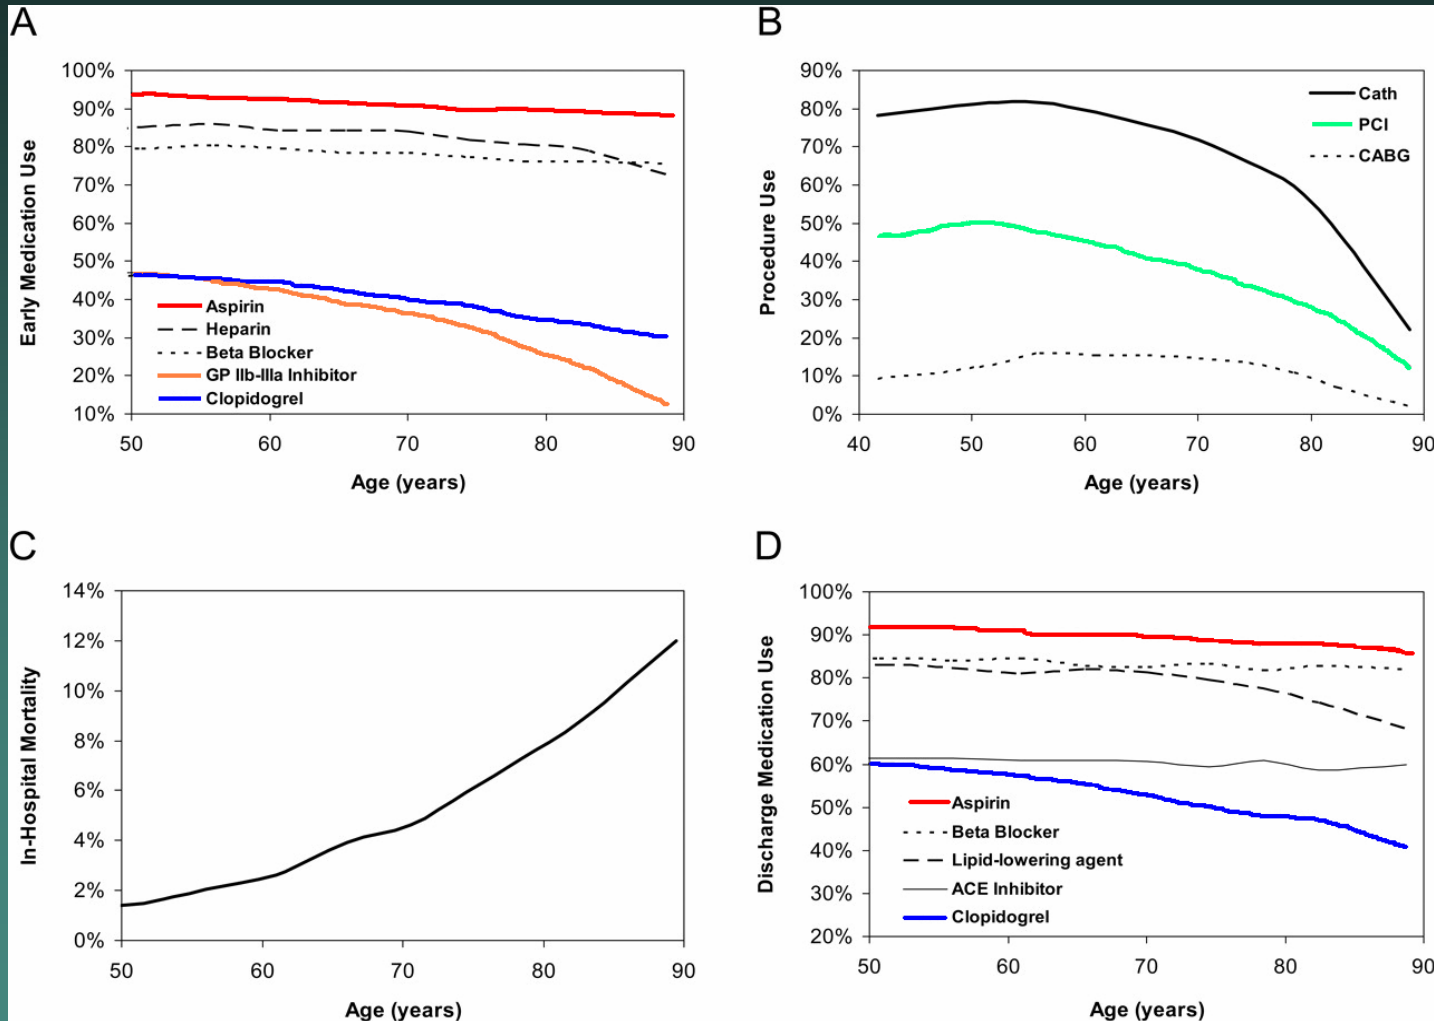 A
100%
90%
80%
70%
60%
50%
40%
30%
20%
10%
Early Medication Use
Aspirin
Heparin
Beta Blocker
GP IIb-IIIa Inhibitor
Clopidogrel
50 60 70 80 90
Age (years)
B
90%
80%
70%
60%
50%
40%
30%
20%
10%
0%
Procedure Use
Cath
PCI
CABG
40 50 60 70 80 90
Age (years)
C
14%
12%
10%
8%
6%
4%
2%
0%
In-Hospital Mortality
50 60 70 80 90
Age (years)
D
100%
90%
80%
70%
60%
50%
40%
30%
20%
Discharge Medication Use
Aspirin
Beta Blocker
Lipid-lowering agent
ACE Inhibitor
Clopidogrel
50 60 70 80 90
Age (years)